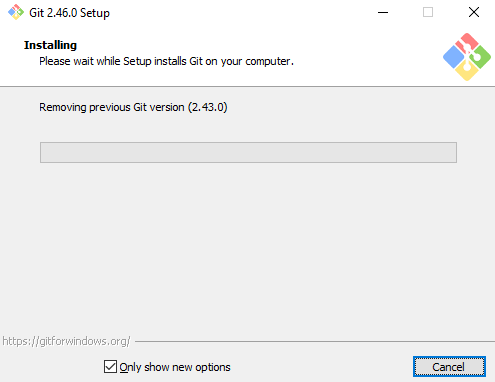 Git 2.46.0 Setup
Installing
Please wait while Setup installs Git on your computer.
Removing previous Git version (2.43.0)
https://gitforwindows.org/
Only show new options
Cancel